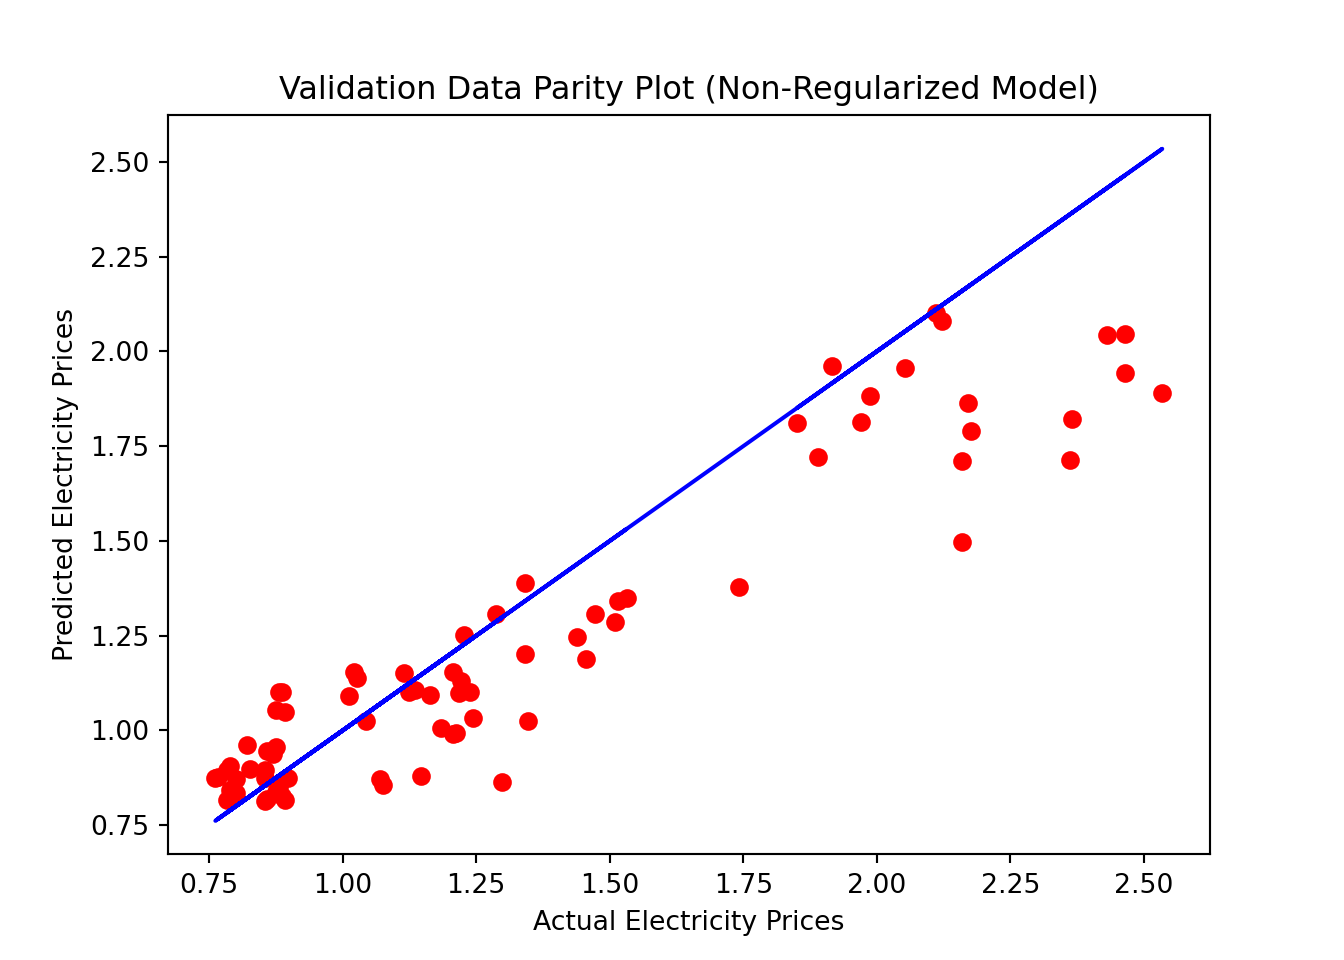 Validation Data Parity Plot (Non-Regularized Model)
2.50
2.25
2.00
1.75
1.50
1.25
1.00
0.75
Predicted Electricity Prices
0.75 1.00 1.25 1.50 1.75 2.00 2.25 2.50
Actual Electricity Prices